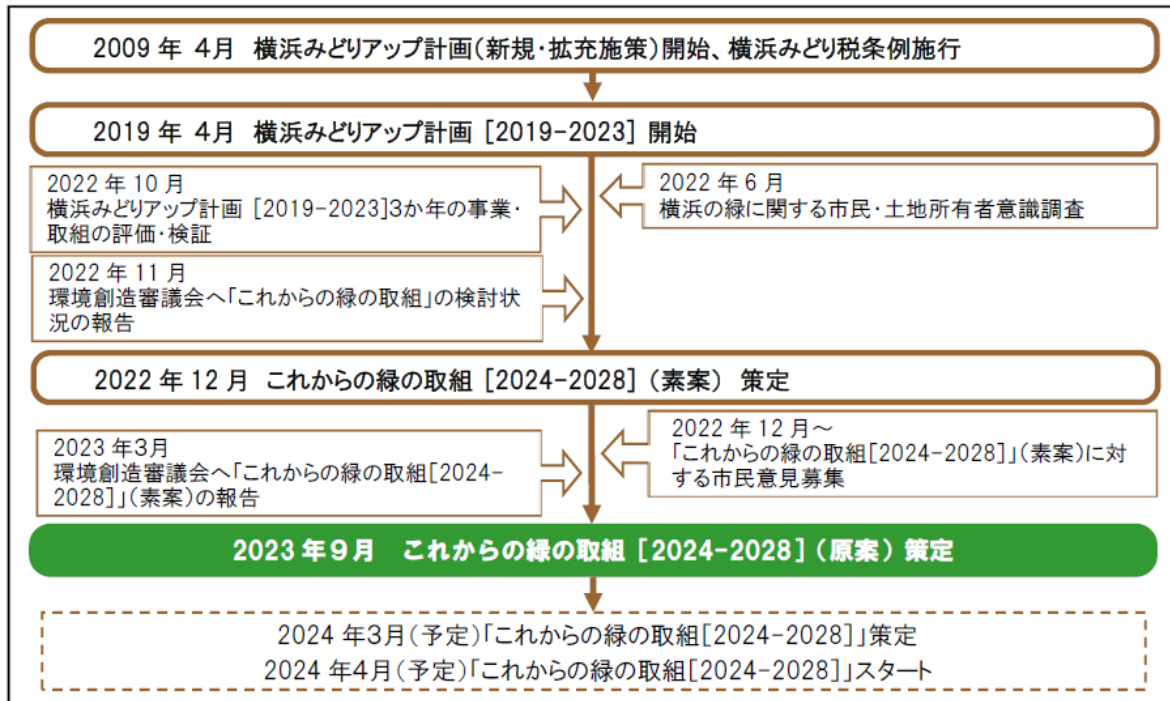 2009 年 4月 横浜みどりアップ計画(新規・拡充施策)開始、横浜みどり税条例施行
2019 年 4月 横浜みどりアップ計画 [2019-2023] 開始
2022 年 10 月
横浜みどりアップ計画 [2019-2023]3か年の事業・
取組の評価・検証
2022 年 6 月
横浜の緑に関する市民・土地所有者意識調査
2022 年 11 月
環境創造審議会へ「これからの緑の取組」の検討状
況の報告
2022 年 12 月 これからの緑の取組 [2024-2028] (素案) 策定
2022 年 12 月～
「これからの緑の取組[2024-2028]」(素案)に対
する市民意見募集
2023 年3月
環境創造審議会へ「これからの緑の取組[2024-
2028]」(素案)の報告
2023 年9月 これからの緑の取組 [2024-2028] (原案) 策定
2024 年3月(予定)「これからの緑の取組[2024-2028]」策定
2024 年4月(予定)「これからの緑の取組[2024-2028]」スタート